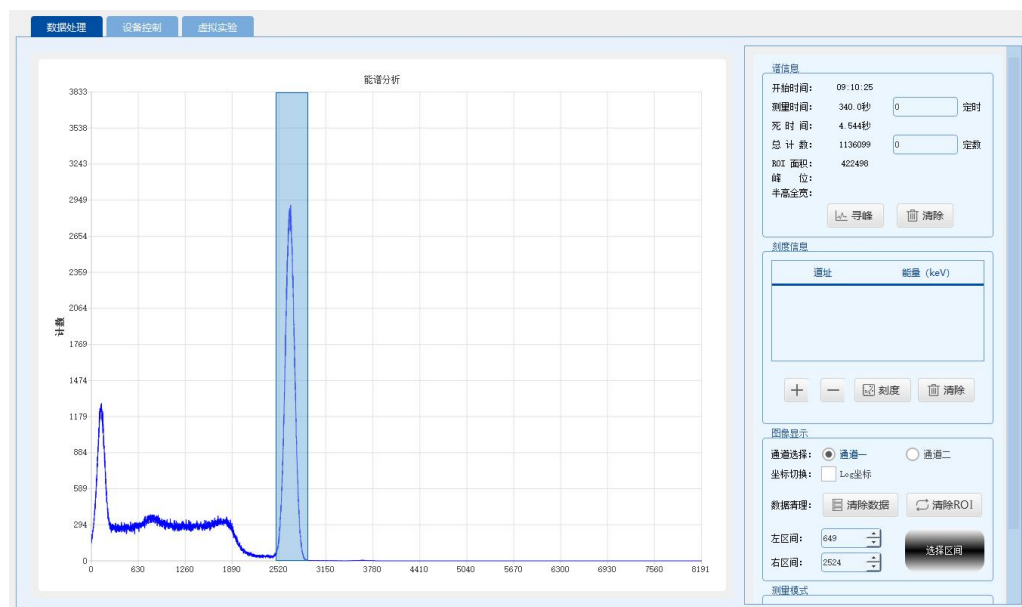 数据处理 设备控制 虚拟实验
能谱分析
计数
3833
3538
3243
2949
2654
2359
2064
1769
1474
1179
884
589
294
0
0 630 1260 1890 2520 3150 3780 4410 5040 5670 6300 6930 7560 8191
谱信息
开始时间: 09:10:25
测量时间: 340.0秒 0 定时
死 时 间: 4.544秒
总 计 数: 1136099 0 定数
ROI 面积: 422498
峰 位:
半高全宽:
寻峰 清除
刻度信息
道址 能量 (keV)
+ − 刻度 清除
图像显示
通道选择: 通道一 通道二
坐标切换: Log坐标
数据清理: 清除数据 清除ROI
左区间: 649
选择区间
右区间: 2524
测量模式